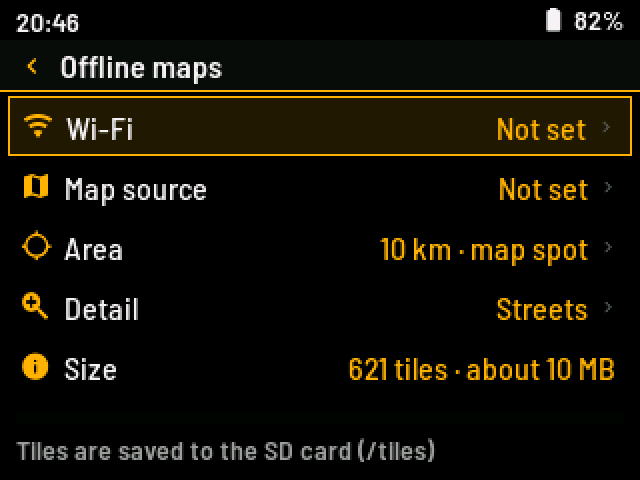 20:46 82%
Offline maps
Wi-Fi Not set
Map source Not set
Area 10 km · map spot
Detail Streets
Size 621 tiles · about 10 MB
Tiles are saved to the SD card (/tiles)